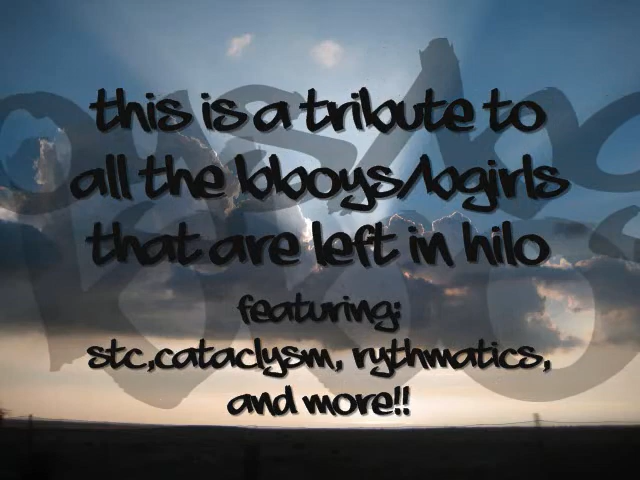 this is a tribute to
all the bboys/bgirls
that are left in hilo
featuring:
stc,cataclysm, rythmatics,
and more!!